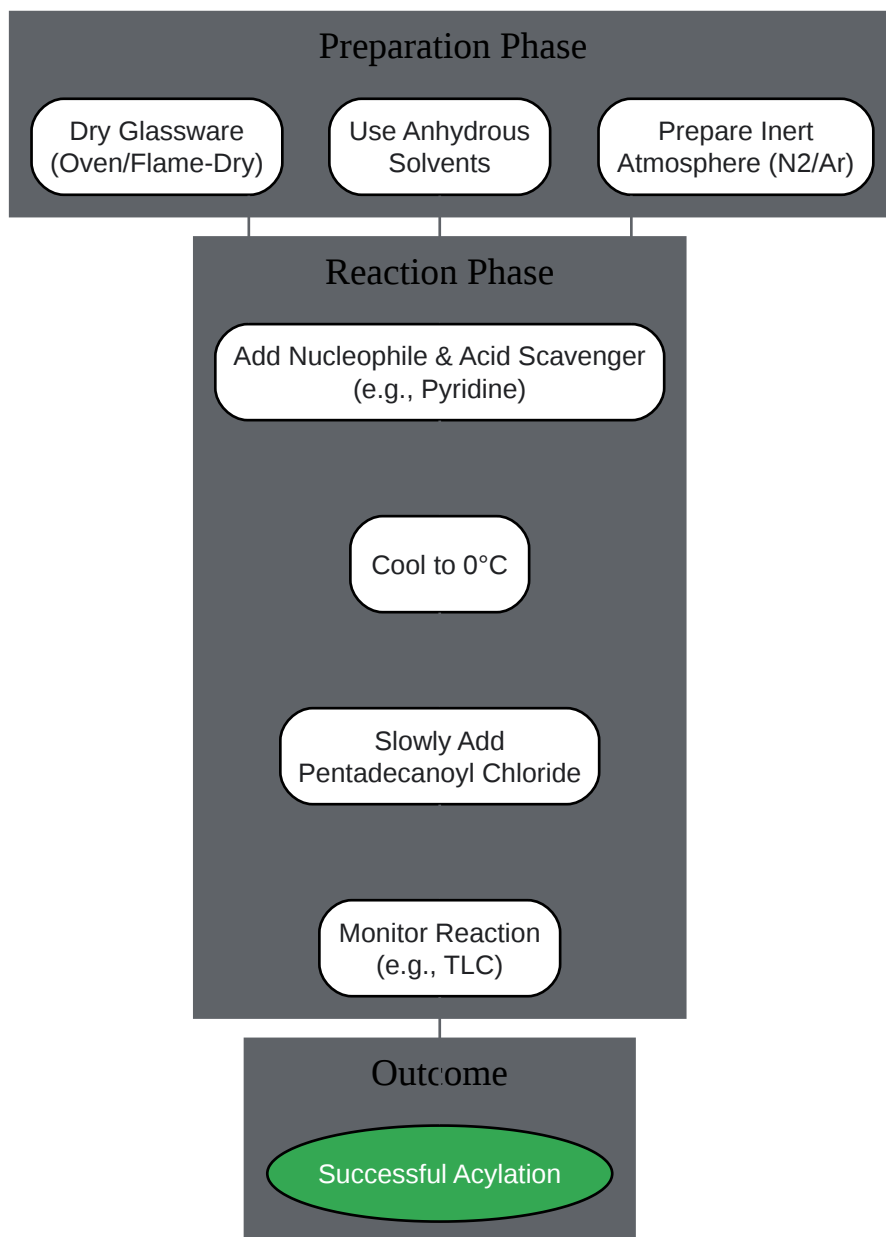 Preparation Phase
Dry Glassware
(Oven/Flame-Dry)
Use Anhydrous
Solvents
Prepare Inert
Atmosphere (N2/Ar)
Reaction Phase
Add Nucleophile & Acid Scavenger
(e.g., Pyridine)
Cool to 0°C
Slowly Add
Pentadecanoyl Chloride
Monitor Reaction
(e.g., TLC)
Outcome
Successful Acylation